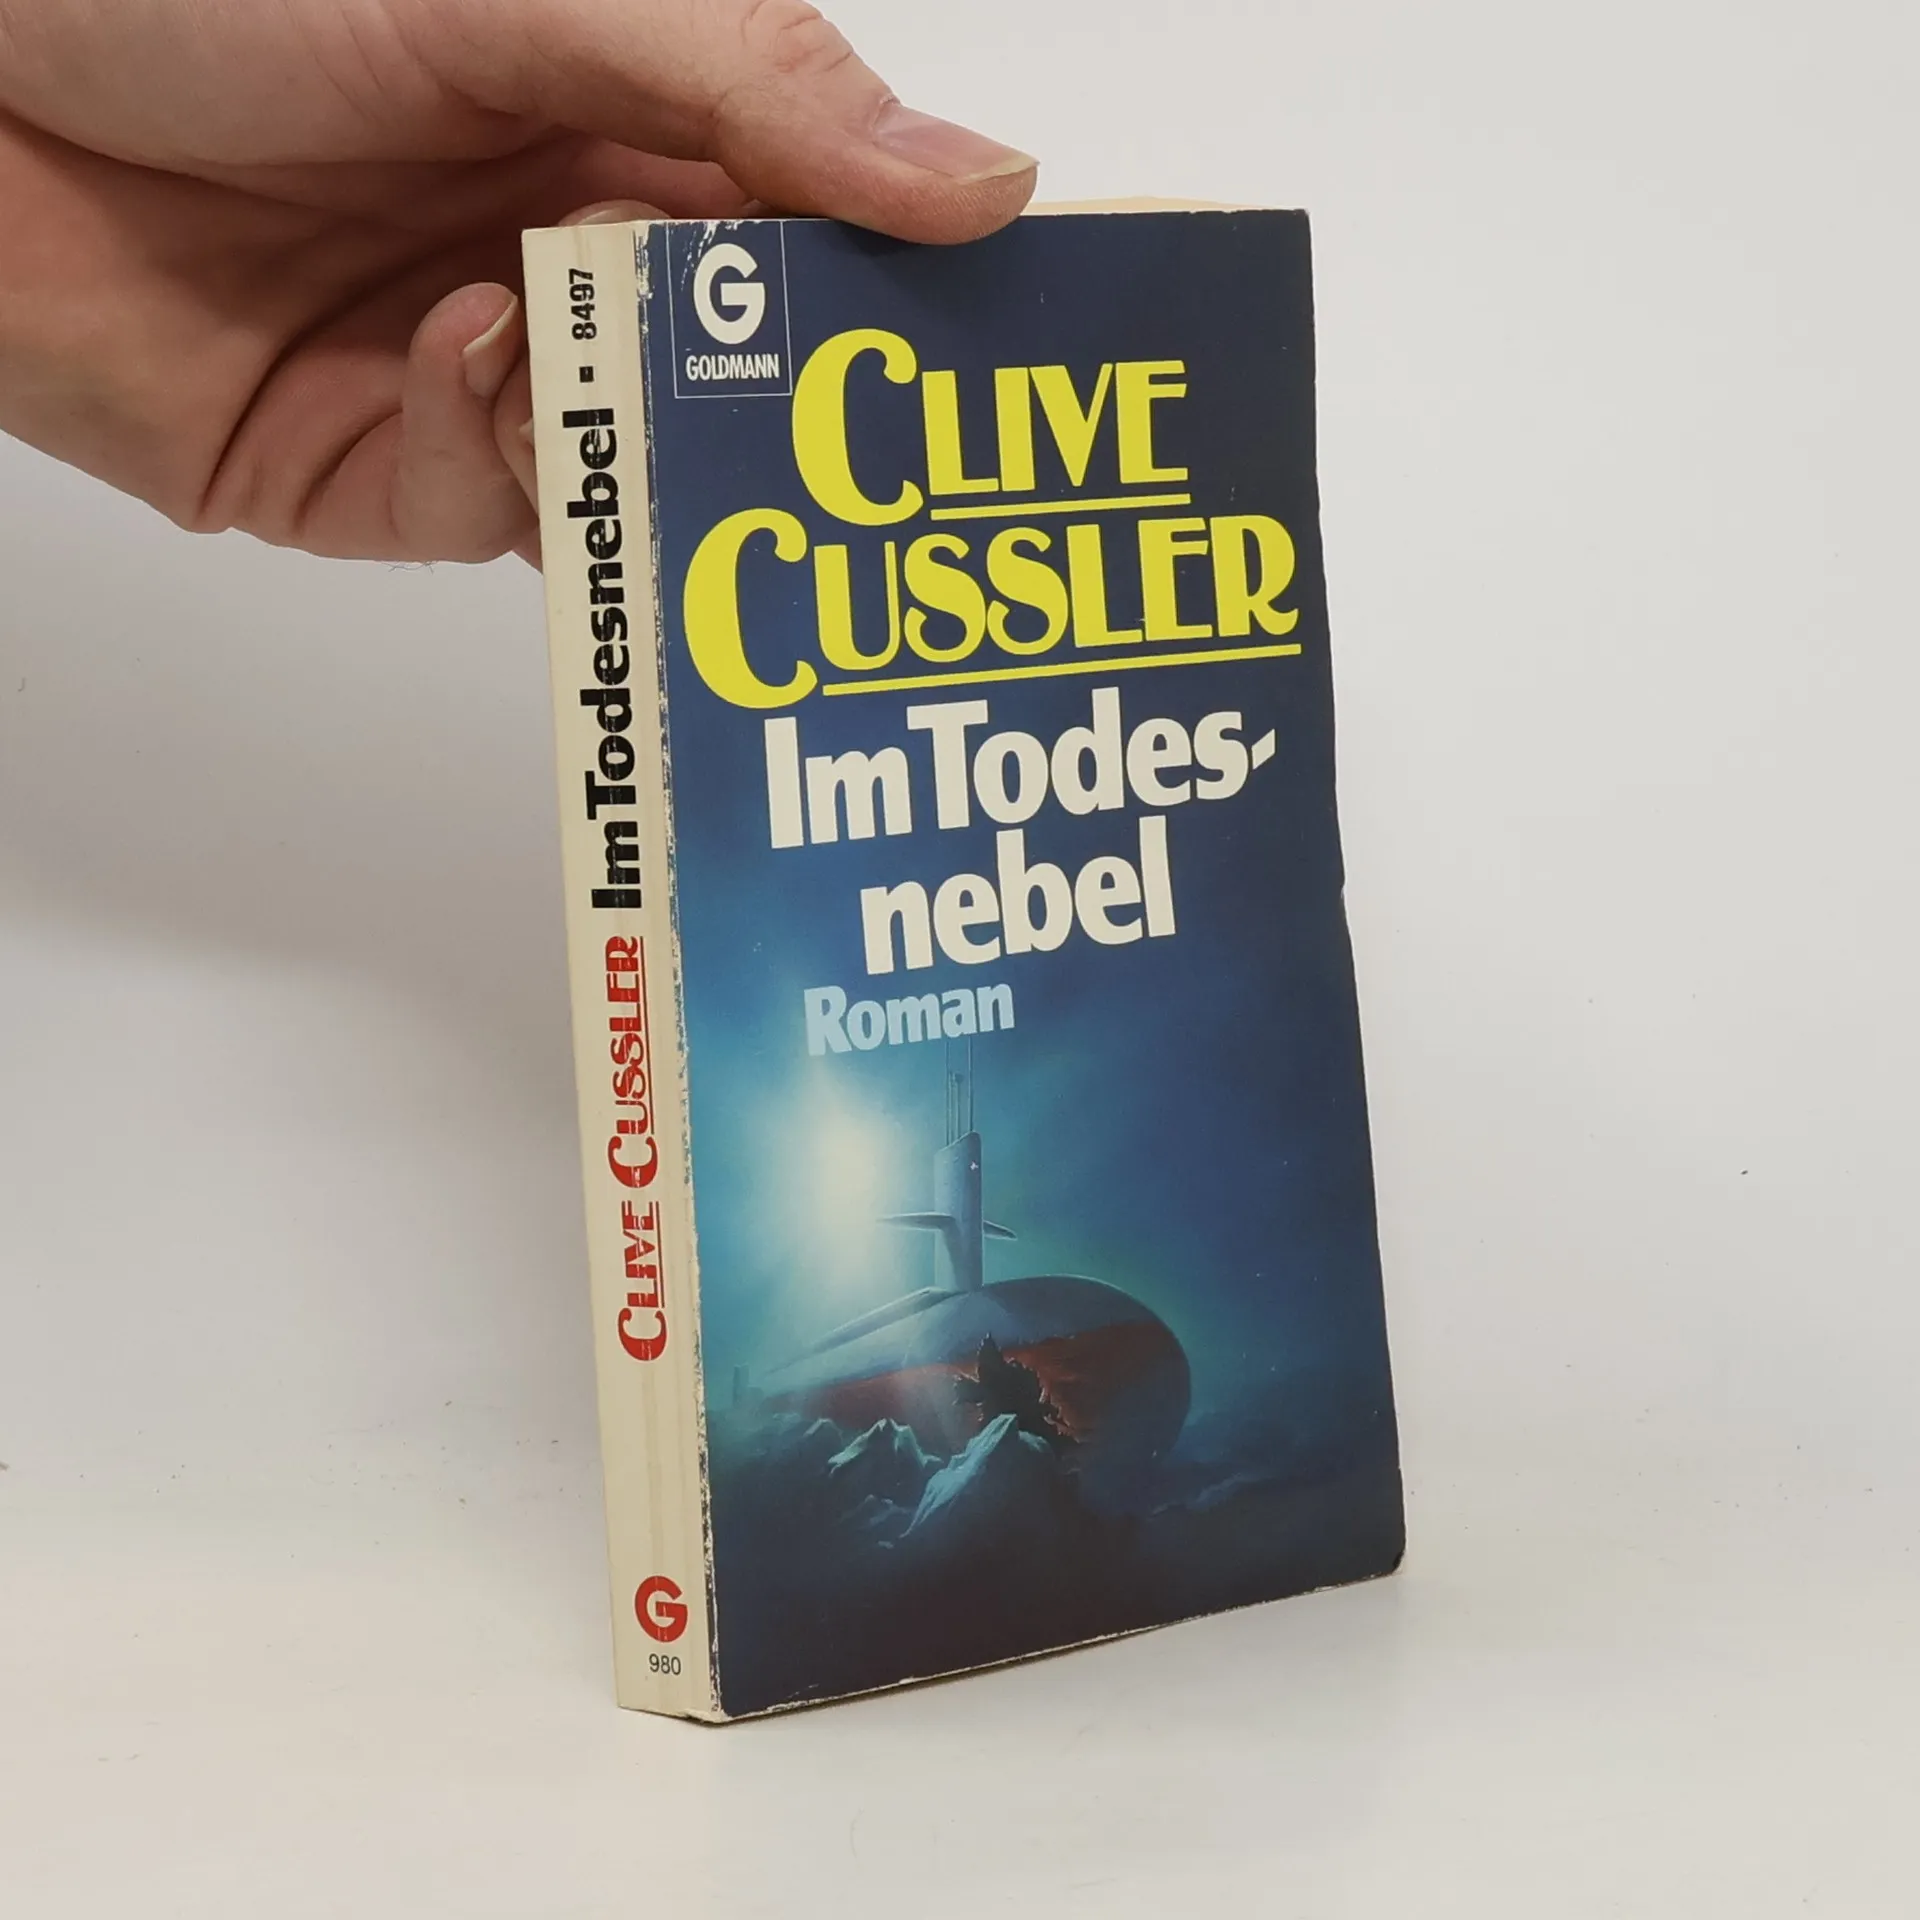 G
GOLDMANN
CLIVE
CUSSLER
Im Todes-
nebel
Roman
CLIVE CUSSLER Im Todesnebel · 8497
G
980